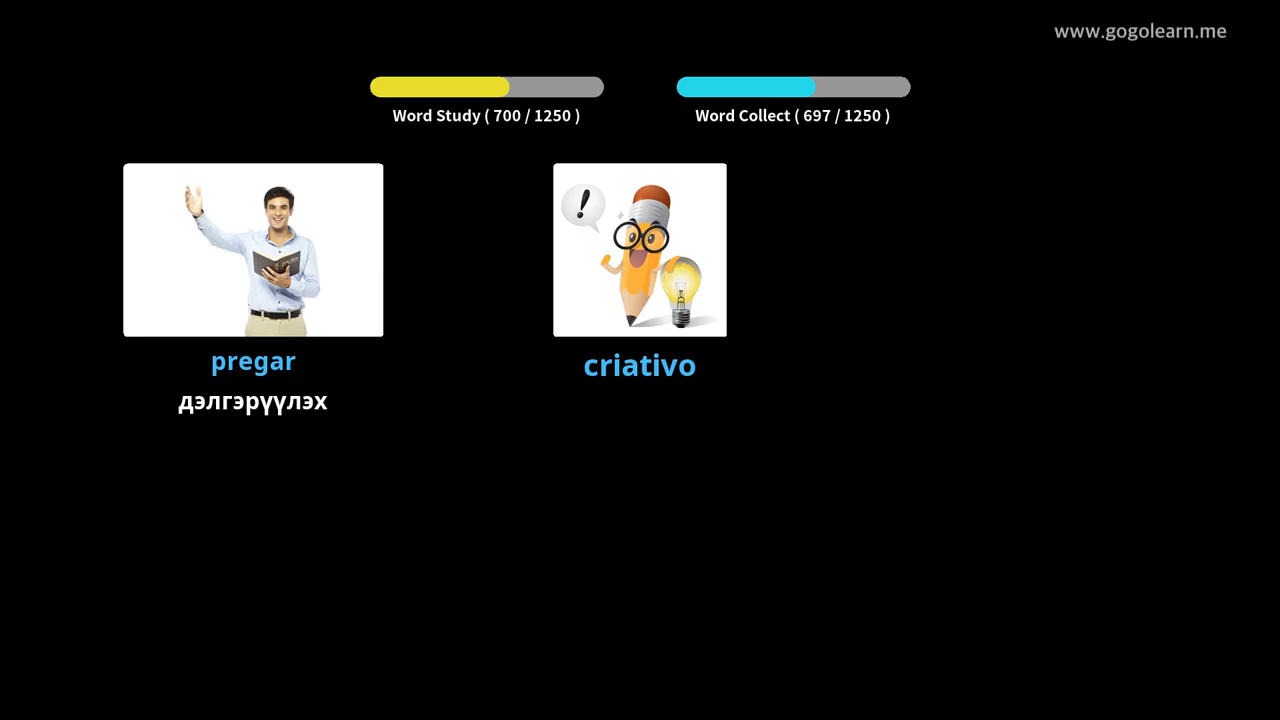 www.gogolearn.me
Word Study ( 700 / 1250 )
Word Collect ( 697 / 1250 )
!
pregar
дэлгэрүүлэх
criativo